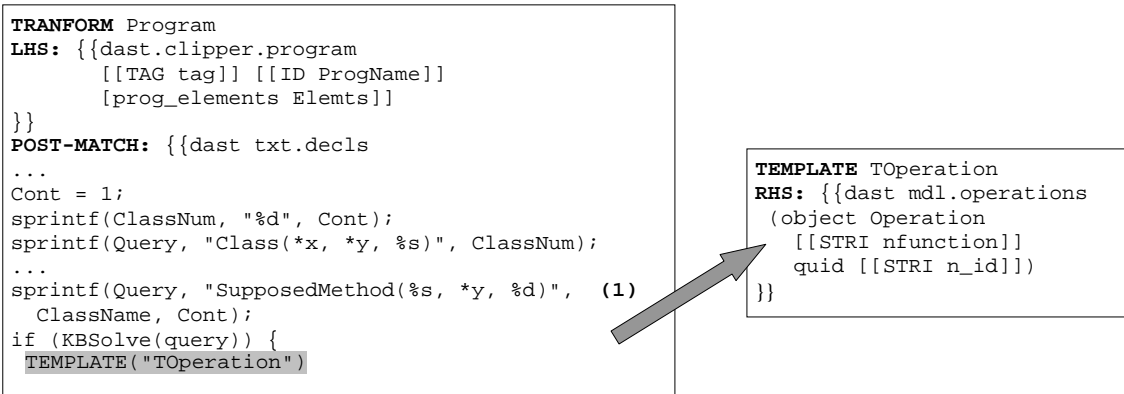 TRANFORM Program
LHS: {{dast.clipper.program
[[TAG tag]] [[ID ProgName]]
[prog_elements Elemts]]
}}
POST-MATCH: {{dast txt.decls
...
Cont = 1;
sprintf(ClassNum, "%d", Cont);
sprintf(Query, "Class(*x, *y, %s)", ClassNum);
...
sprintf(Query, "SupposedMethod(%s, *y, %d)", (1)
ClassName, Cont);
if (KBSolve(query)) {
TEMPLATE("TOperation")
TEMPLATE TOperation
RHS: {{dast mdl.operations
(object Operation
[[STRI nfunction]]
quid [[STRI n_id]])
}}